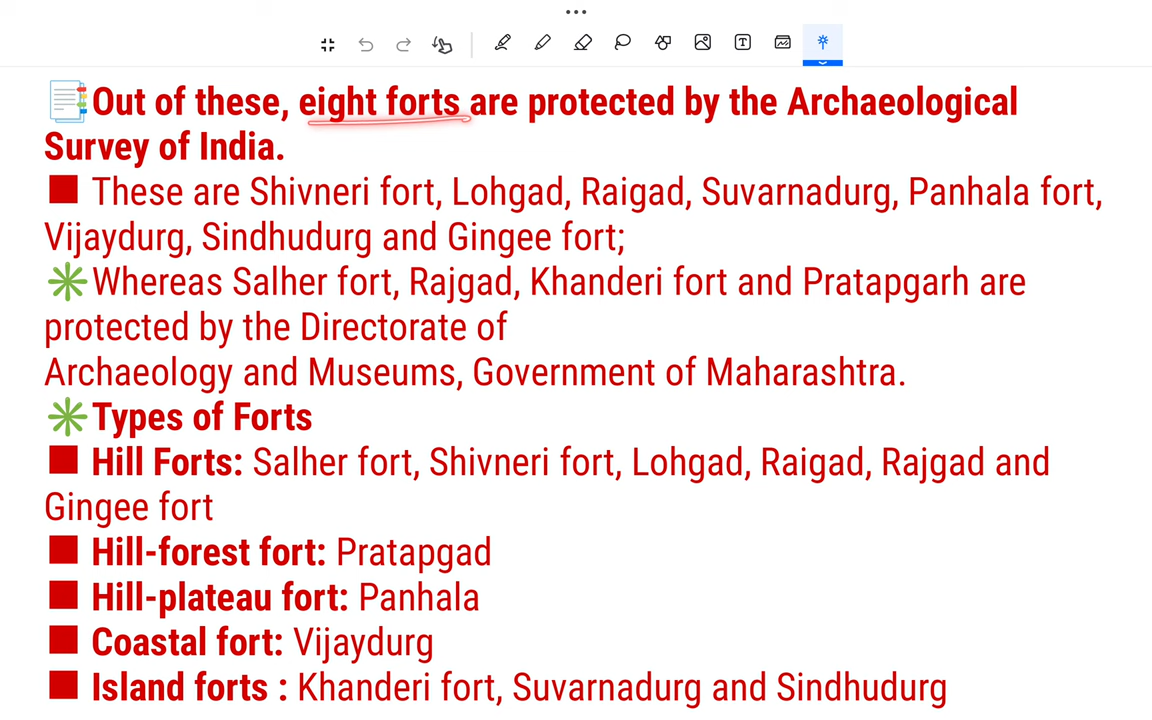 Out of these, eight forts are protected by the Archaeological
Survey of India.
These are Shivneri fort, Lohgad, Raigad, Suvarnadurg, Panhala fort,
Vijaydurg, Sindhudurg and Gingee fort;
Whereas Salher fort, Rajgad, Khanderi fort and Pratapgarh are
protected by the Directorate of
Archaeology and Museums, Government of Maharashtra.
Types of Forts
Hill Forts: Salher fort, Shivneri fort, Lohgad, Raigad, Rajgad and
Gingee fort
Hill-forest fort: Pratapgad
Hill-plateau fort: Panhala
Coastal fort: Vijaydurg
Island forts : Khanderi fort, Suvarnadurg and Sindhudurg